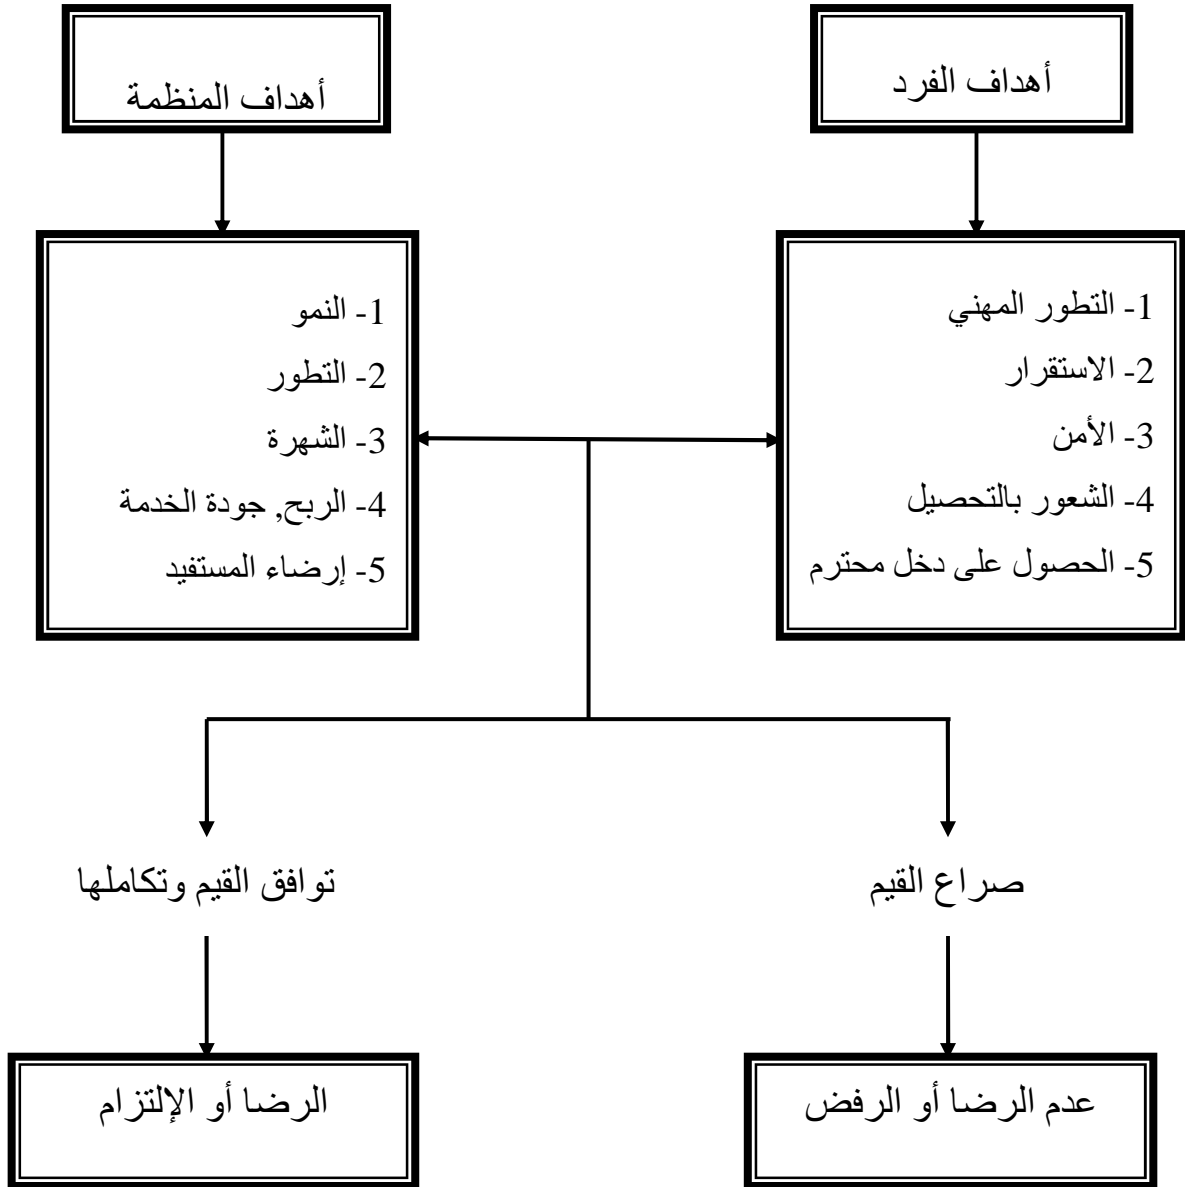 أهداف الفرد
أهداف المنظمة
1- التطور المهني
2- الاستقرار
3- الأمن
4- الشعور بالتحصيل
5- الحصول على دخل محترم
1- النمو
2- التطور
3- الشهرة
4- الربح, جودة الخدمة
5- إرضاء المستفيد
صراع القيم
توافق القيم وتكاملها
عدم الرضا أو الرفض
الرضا أو الإلتزام